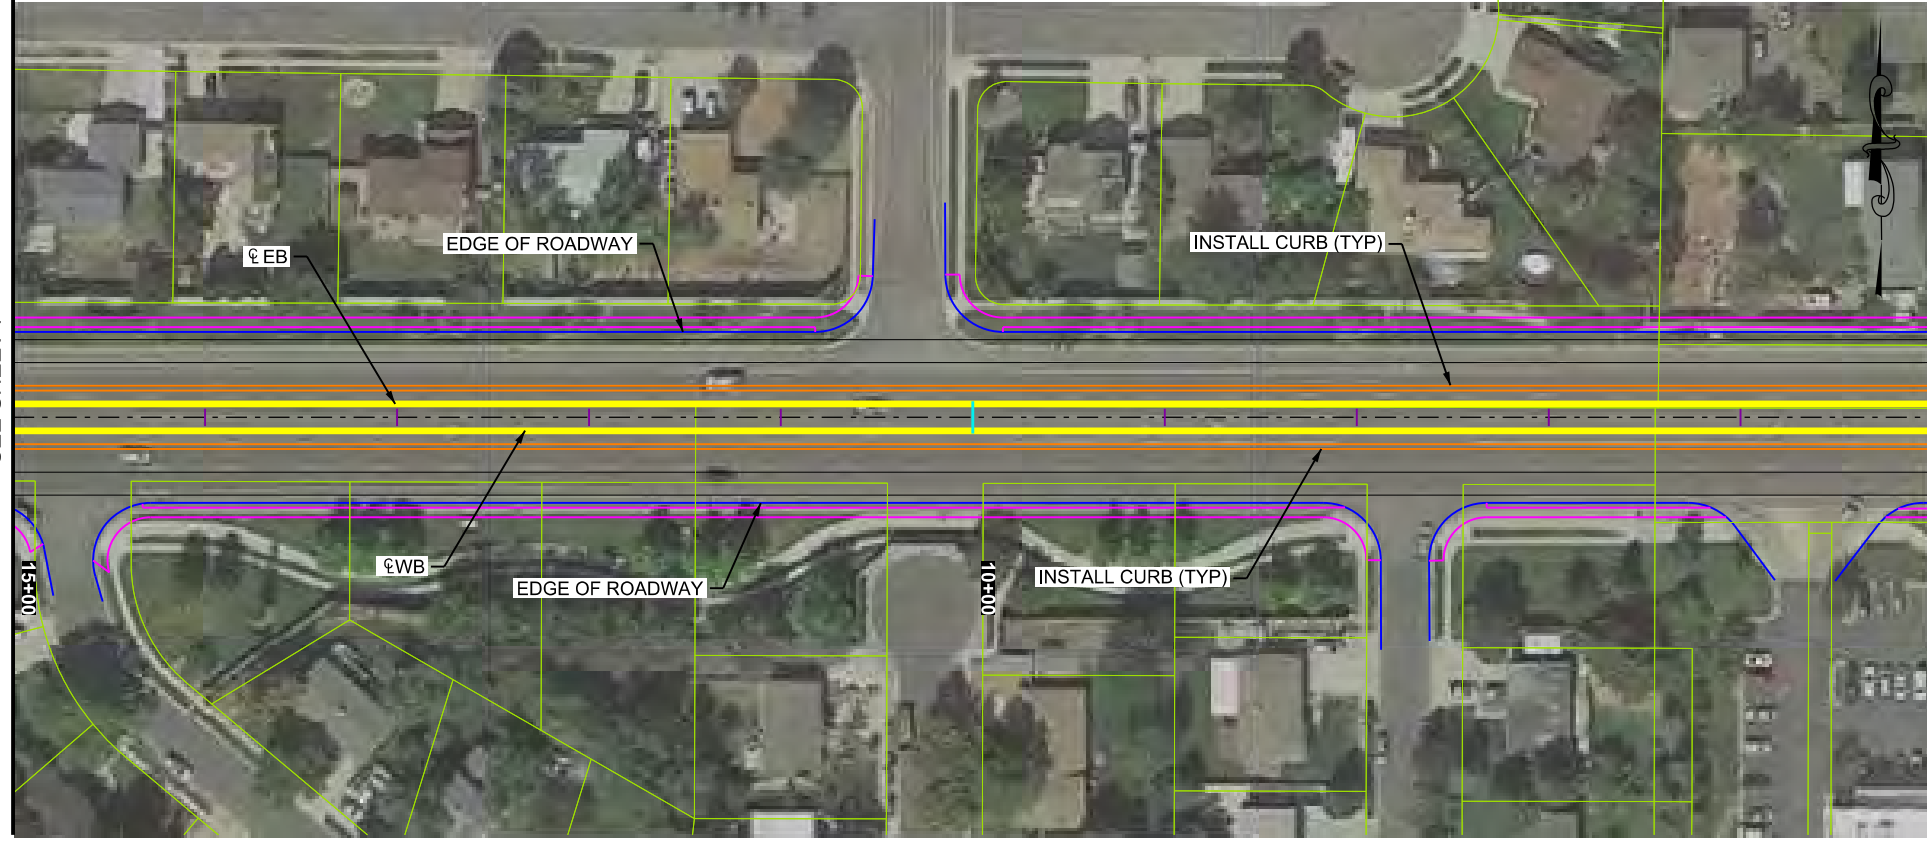 INSTALL CURB (TYP)
EDGE OF ROADWAY
℄ EB
℄WB
EDGE OF ROADWAY
INSTALL CURB (TYP)
15+00
10+00